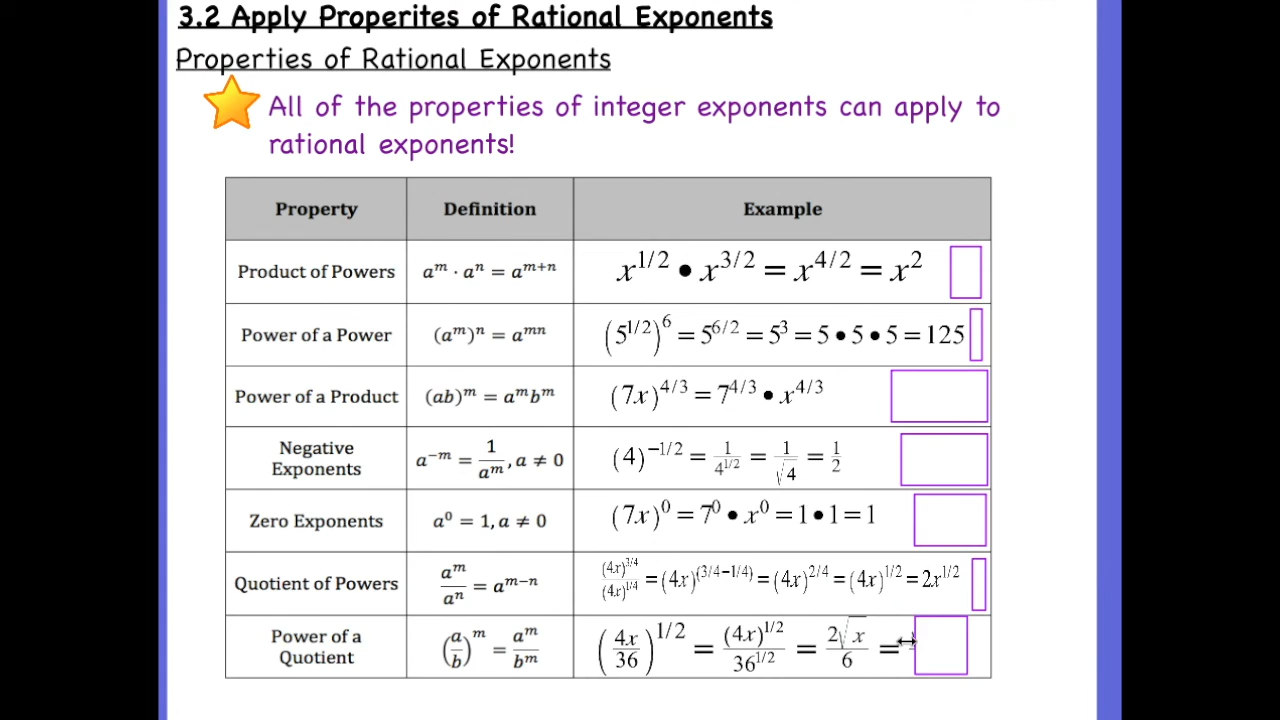 3.2 Apply Properites of Rational Exponents
Properties of Rational Exponents
All of the properties of integer exponents can apply to
rational exponents!
Property Definition Example
Product of Powers a^m · a^n = a^{m+n} x^{1/2} • x^{3/2} = x^{4/2} = x^2
Power of a Power (a^m)^n = a^{mn} (5^{1/2})^6 = 5^{6/2} = 5^3 = 5 • 5 • 5 = 125
Power of a Product (ab)^m = a^m b^m (7x)^{4/3} = 7^{4/3} • x^{4/3}
Negative
Exponents a^{-m} = 1/a^m, a ≠ 0 (4)^{-1/2} = 1/4^{1/2} = 1/√4 = 1/2
Zero Exponents a^0 = 1, a ≠ 0 (7x)^0 = 7^0 • x^0 = 1 • 1 = 1
Quotient of Powers a^m/a^n = a^{m-n} (4x)^{3/4}/(4x)^{1/4} = (4x)^{(3/4-1/4)} = (4x)^{2/4} = (4x)^{1/2} = 2x^{1/2}
Power of a
Quotient (a/b)^m = a^m/b^m (4x/36)^{1/2} = (4x)^{1/2}/36^{1/2} = 2√x/6 =